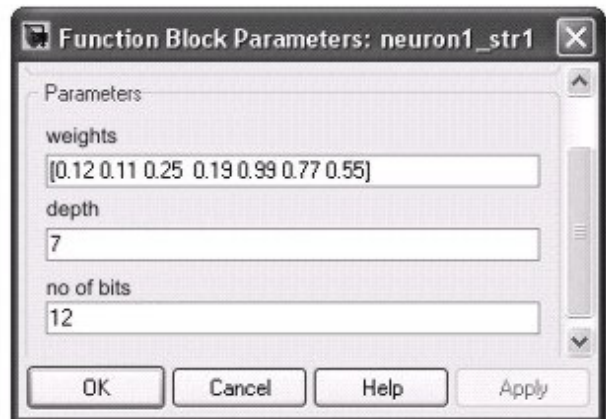 Function Block Parameters: neuron1_str1
Parameters
weights
[0.12 0.11 0.25  0.19 0.99 0.77 0.55]
depth
7
no of bits
12
OK Cancel Help Apply